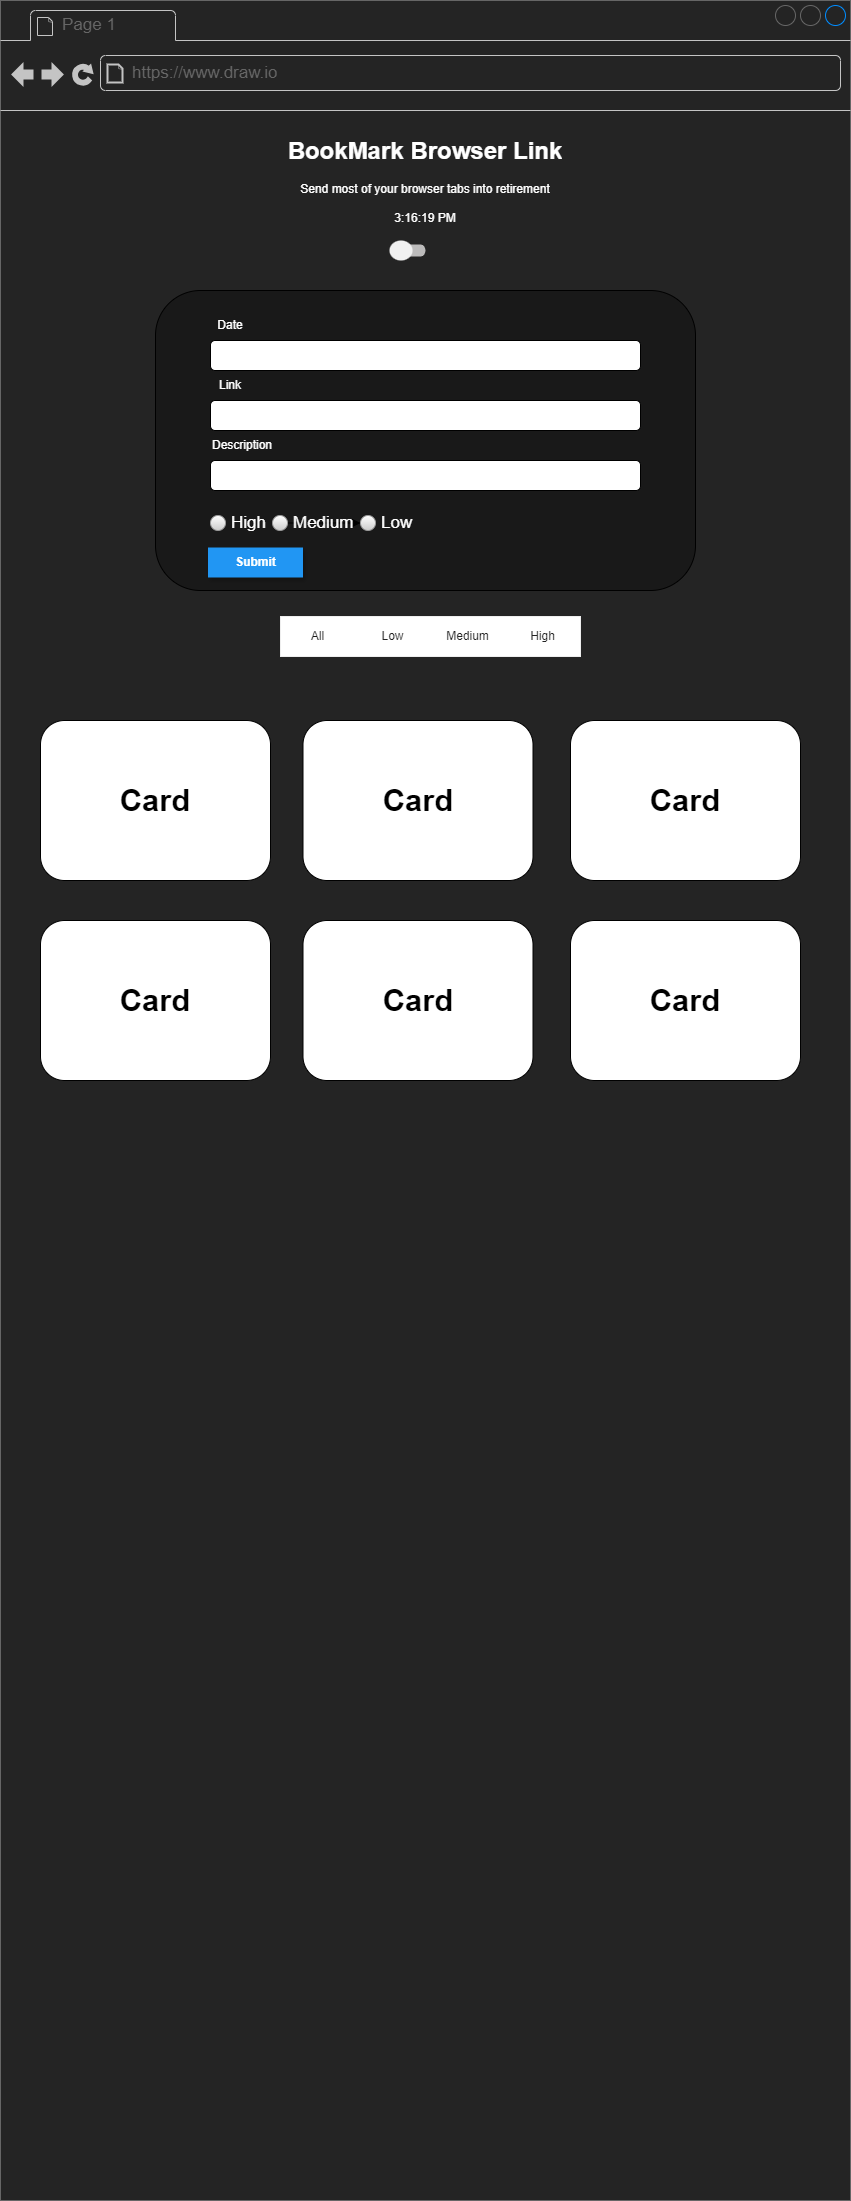 Page 1
https://www.draw.io
BookMark Browser Link
Send most of your browser tabs into retirement
3:16:19 PM
Date
Link
Description
High Medium Low
Submit
All Low Medium High
Card Card Card
Card Card Card